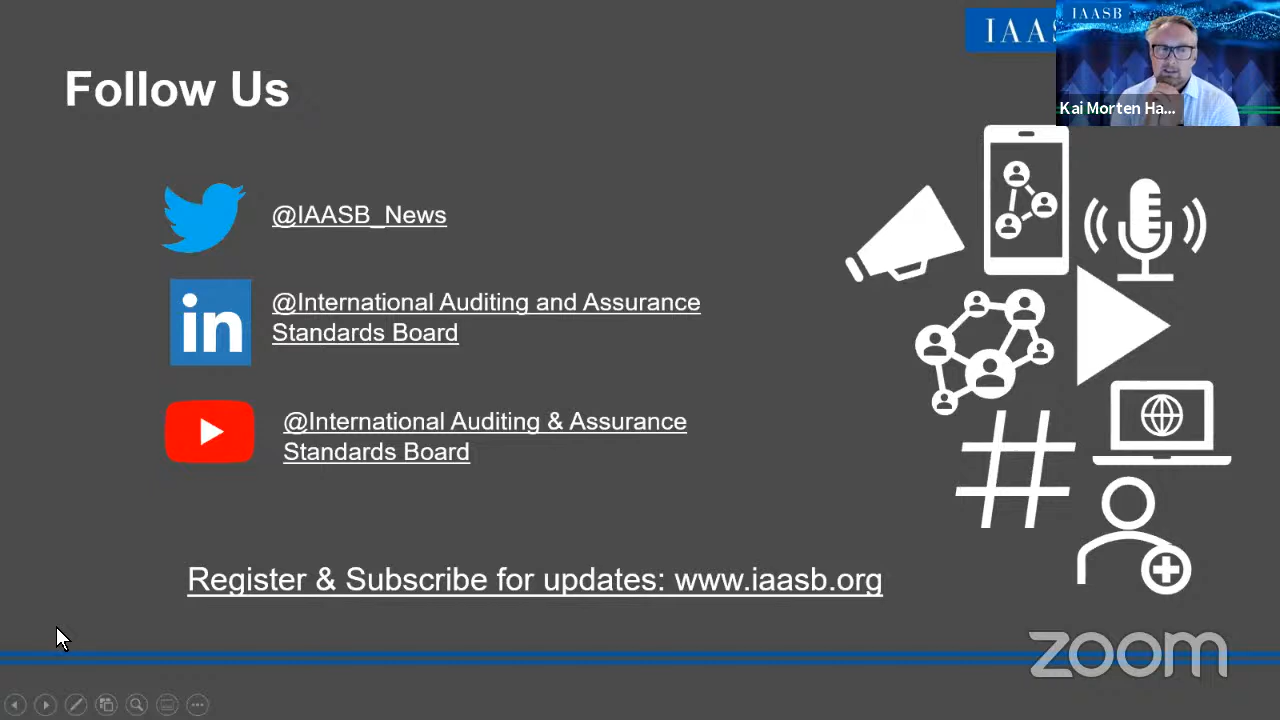 IAASB
IAAS
Kai Morten Ha...
Follow Us
@IAASB_News
in
@International Auditing and Assurance
Standards Board
@International Auditing & Assurance
Standards Board
#
Register & Subscribe for updates: www.iaasb.org
zoom